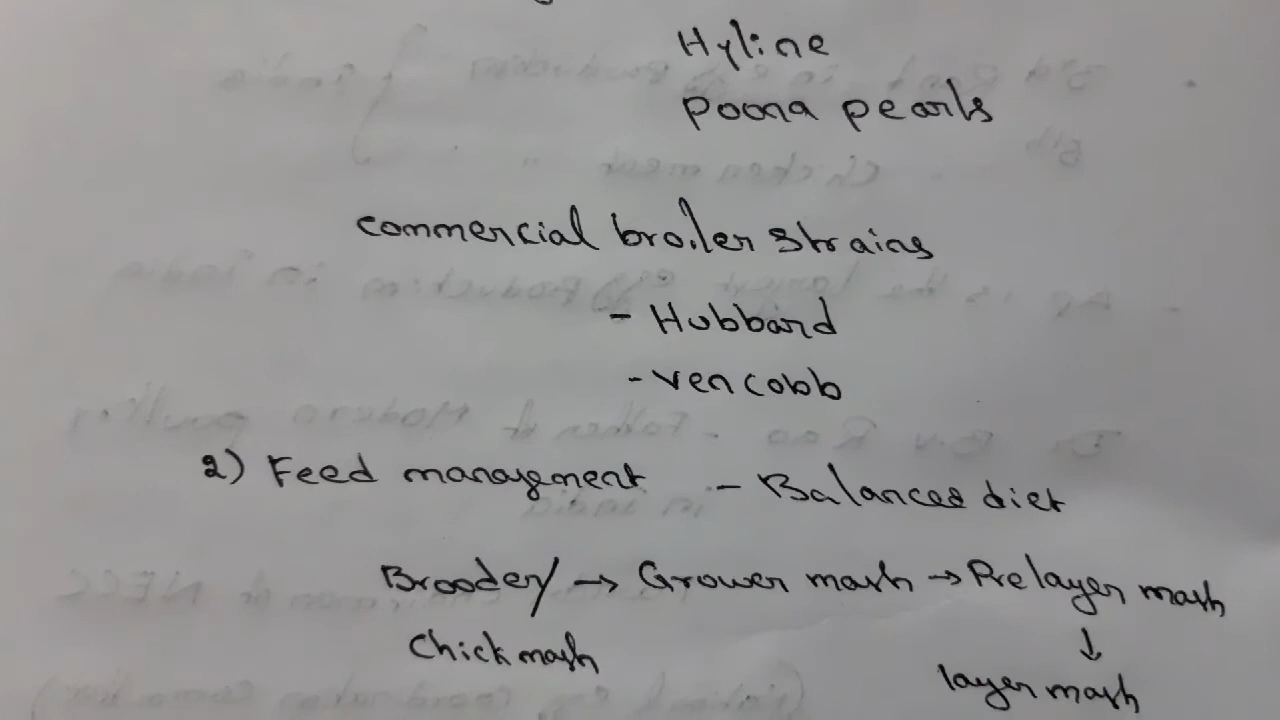 Hyline
Poona pearls
commercial broiler strains
- Hubbard
- Vencobb
2) Feed management - Balanced diet
Brooder/ → Grower mash → Prelayer mash
Chick mash
↓
layer mash